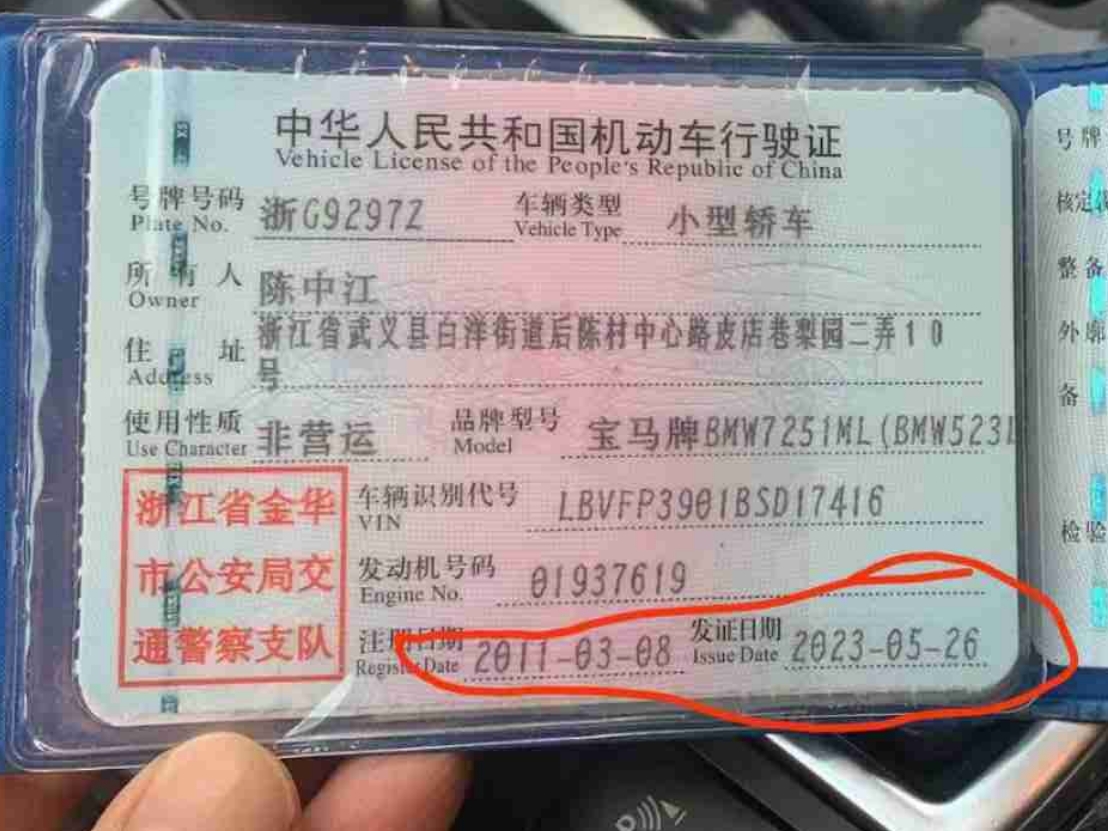 中华人民共和国机动车行驶证
Vehicle License of the People's Republic of China
号牌号码 浙G9297Z 车辆类型 小型轿车
Plate No. Vehicle Type
所有人 陈中江
Owner
住址 浙江省武义县白洋街道后陈村中心路皮店巷梨园二弄10
Address 号
使用性质 非营运 品牌型号 宝马牌BMW7251ML(BMW523L
Use Character Model
浙江省金华
市公安局交
通警察支队
车辆识别代号 LBVFP3901BSD17416
VIN
发动机号码 01937619
Engine No.
注册日期 2011-03-08 发证日期 2023-05-26
Register Date Issue Date
号牌
核定
整备
外廓
备
检验